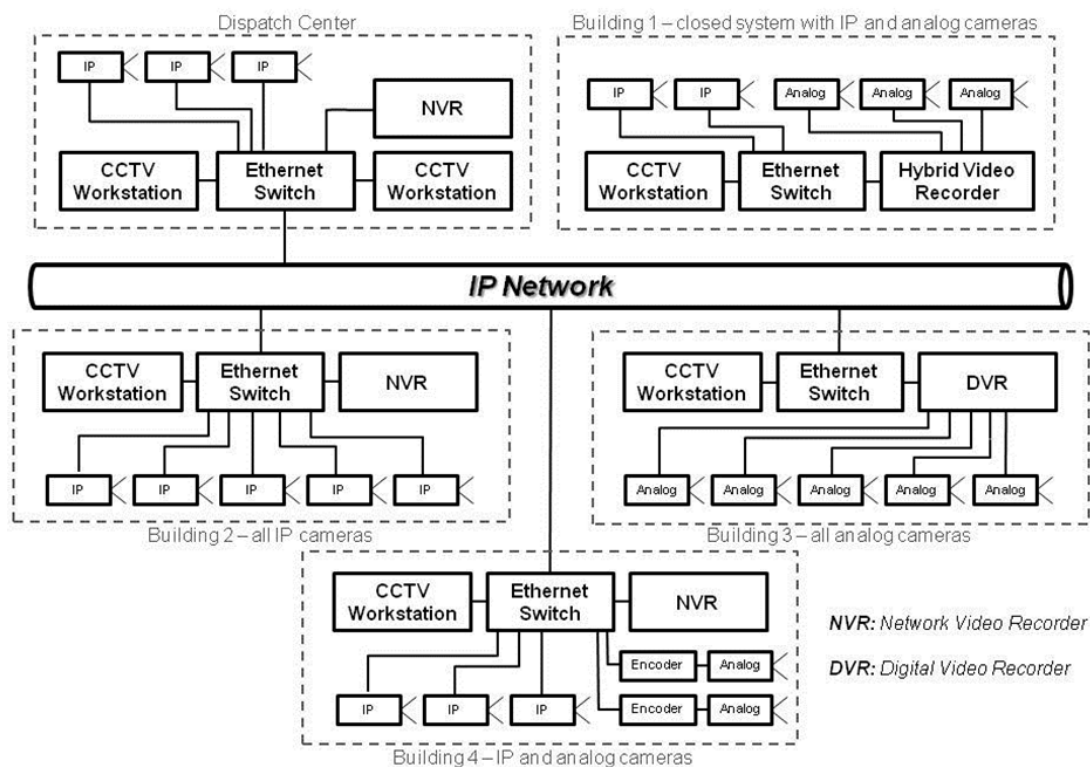 Dispatch Center
IP
IP
IP
NVR
CCTV
Workstation
Ethernet
Switch
CCTV
Workstation
Building 1 – closed system with IP and analog cameras
IP
IP
Analog
Analog
Analog
CCTV
Workstation
Ethernet
Switch
Hybrid Video
Recorder
IP Network
CCTV
Workstation
Ethernet
Switch
NVR
IP
IP
IP
IP
IP
Building 2 – all IP cameras
CCTV
Workstation
Ethernet
Switch
DVR
Analog
Analog
Analog
Analog
Analog
Building 3 – all analog cameras
CCTV
Workstation
Ethernet
Switch
NVR
Encoder
Analog
IP
IP
IP
Encoder
Analog
Building 4 – IP and analog cameras
NVR: Network Video Recorder
DVR: Digital Video Recorder